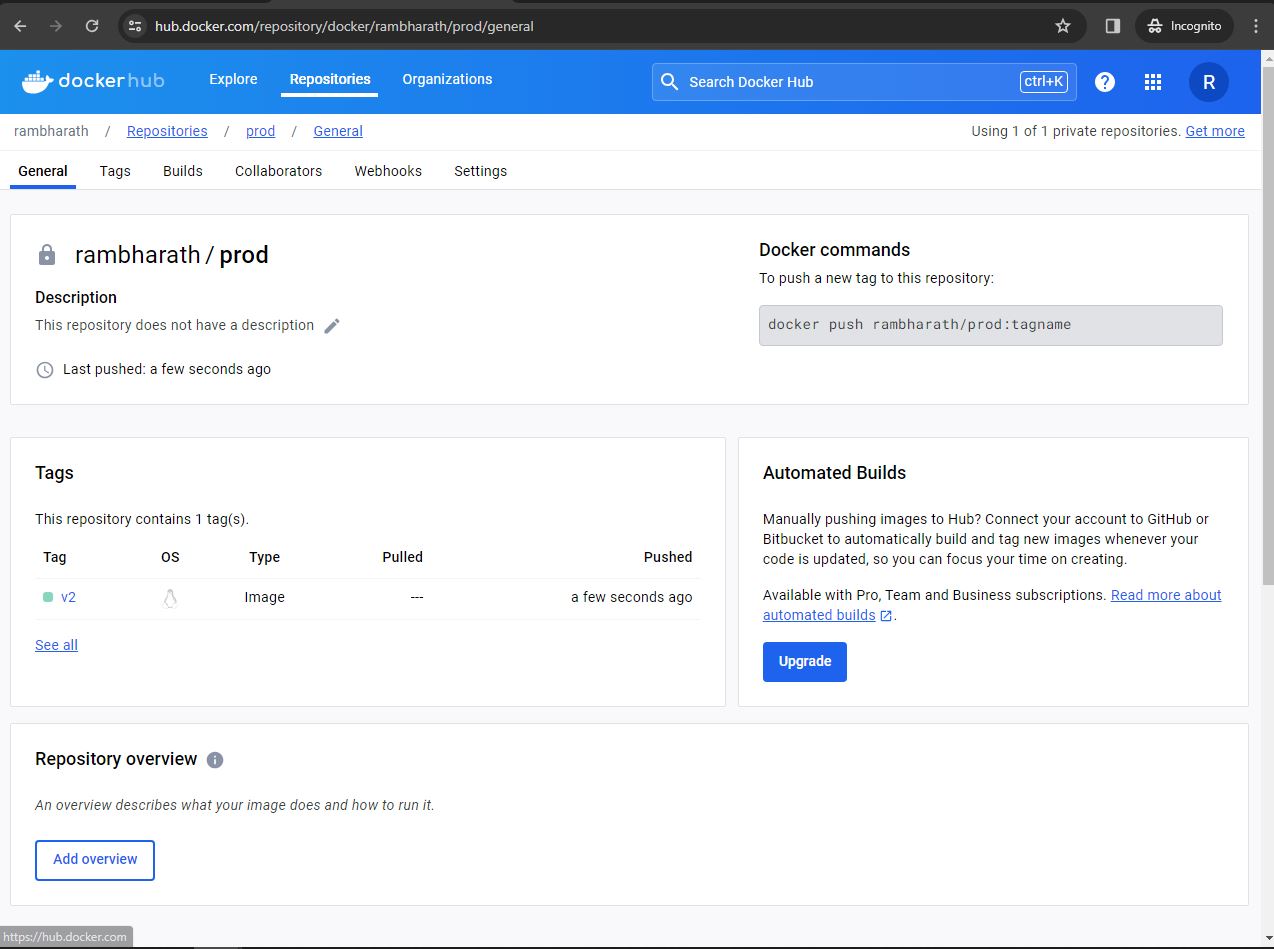 hub.docker.com/repository/docker/rambharath/prod/general
Incognito
dockerhub Explore Repositories Organizations Search Docker Hub ctrl+K ? R
rambharath / Repositories / prod / General Using 1 of 1 private repositories. Get more
General Tags Builds Collaborators Webhooks Settings
rambharath / prod
Description
This repository does not have a description
Last pushed: a few seconds ago
Docker commands
To push a new tag to this repository:
docker push rambharath/prod:tagname
Tags
This repository contains 1 tag(s).
Tag OS Type Pulled Pushed
v2 Image --- a few seconds ago
See all
Automated Builds
Manually pushing images to Hub? Connect your account to GitHub or
Bitbucket to automatically build and tag new images whenever your
code is updated, so you can focus your time on creating.
Available with Pro, Team and Business subscriptions. Read more about
automated builds .
Upgrade
Repository overview
An overview describes what your image does and how to run it.
Add overview
https://hub.docker.com